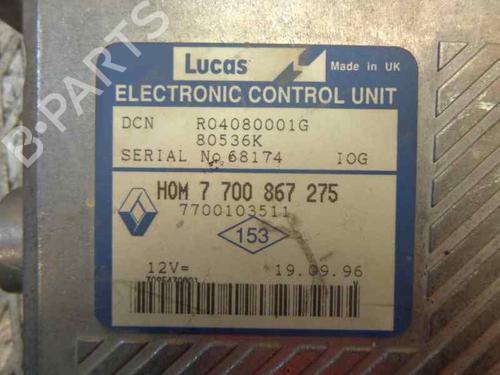 B-PARTS
Lucas
Made in UK
ELECTRONIC CONTROL UNIT
DCN R04080001G
80536K
SERIAL No 68174 IOG
HOM 7 700 867 275
7700103511
153
12V= 19.09.96